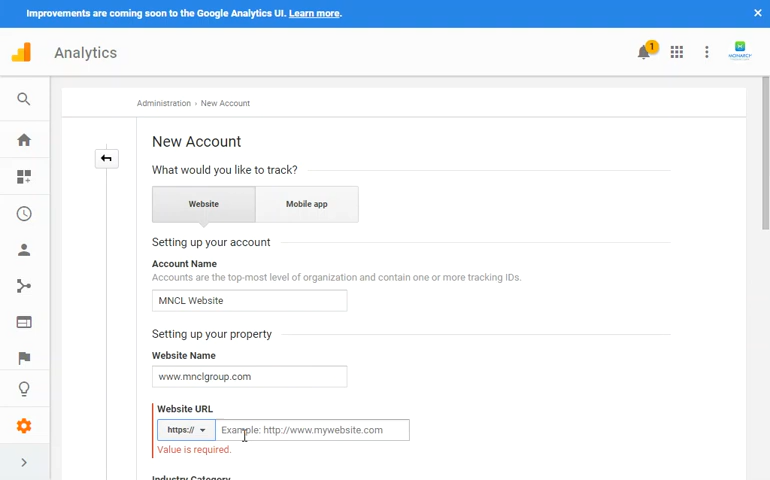 Improvements are coming soon to the Google Analytics UI. Learn more.
Analytics
1
MONARCH
Administration › New Account
New Account
What would you like to track?
Website
Mobile app
Setting up your account
Account Name
Accounts are the top-most level of organization and contain one or more tracking IDs.
MNCL Website
Setting up your property
Website Name
www.mnclgroup.com
Website URL
https://
Example: http://www.mywebsite.com
Value is required.
Industry Category